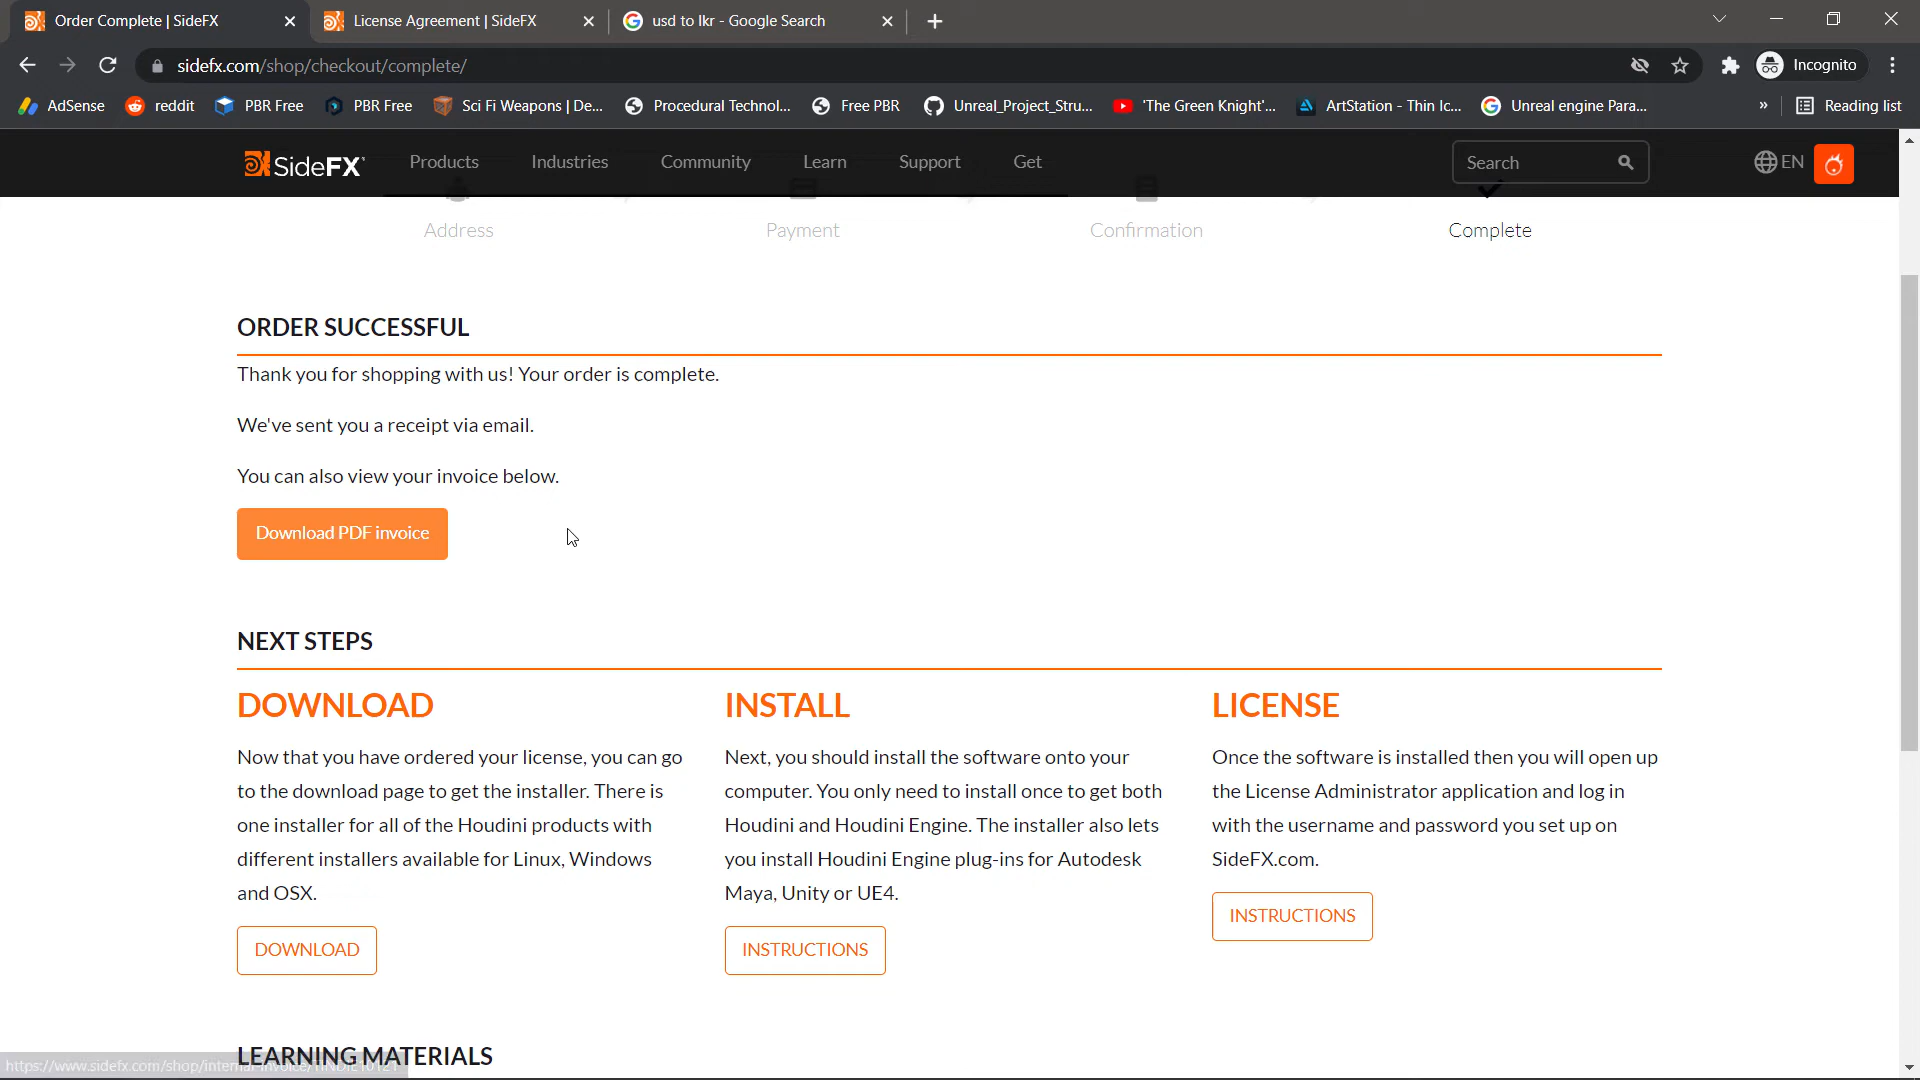 Order Complete | SideFX
License Agreement | SideFX
usd to lkr - Google Search
sidefx.com/shop/checkout/complete/
Incognito
AdSense
reddit
PBR Free
PBR Free
Sci Fi Weapons | De...
Procedural Technol...
Free PBR
Unreal_Project_Stru...
'The Green Knight'...
ArtStation - Thin Ic...
Unreal engine Para...
»
Reading list
SideFX
Products
Industries
Community
Learn
Support
Get
Search
EN
Address
Payment
Confirmation
Complete
ORDER SUCCESSFUL
Thank you for shopping with us! Your order is complete.
We've sent you a receipt via email.
You can also view your invoice below.
Download PDF invoice
NEXT STEPS
DOWNLOAD
Now that you have ordered your license, you can go
to the download page to get the installer. There is
one installer for all of the Houdini products with
different installers available for Linux, Windows
and OSX.
DOWNLOAD
INSTALL
Next, you should install the software onto your
computer. You only need to install once to get both
Houdini and Houdini Engine. The installer also lets
you install Houdini Engine plug-ins for Autodesk
Maya, Unity or UE4.
INSTRUCTIONS
LICENSE
Once the software is installed then you will open up
the License Administrator application and log in
with the username and password you set up on
SideFX.com.
INSTRUCTIONS
LEARNING MATERIALS